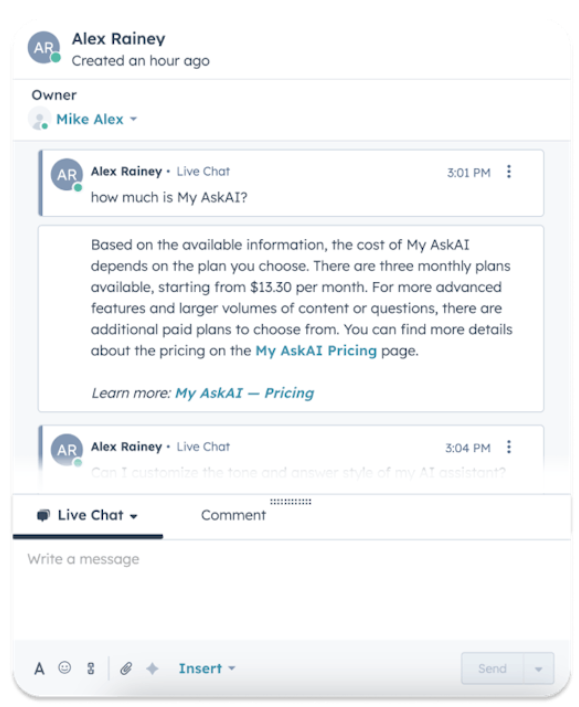 AR
Alex Rainey
Created an hour ago
Owner
Mike Alex
AR
Alex Rainey • Live Chat
3:01 PM
how much is My AskAI?
Based on the available information, the cost of My AskAI
depends on the plan you choose. There are three monthly plans
available, starting from $13.30 per month. For more advanced
features and larger volumes of content or questions, there are
additional paid plans to choose from. You can find more details
about the pricing on the My AskAI Pricing page.
Learn more: My AskAI — Pricing
AR
Alex Rainey • Live Chat
3:04 PM
Can I customize the tone and answer style of my AI assistant?
Live Chat
Comment
Write a message
A
Insert
Send